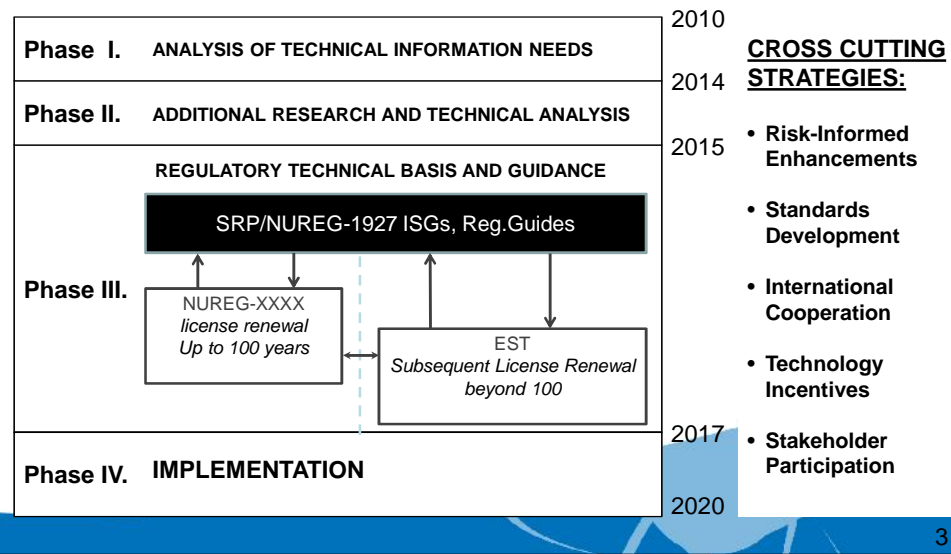 2010
Phase I. ANALYSIS OF TECHNICAL INFORMATION NEEDS
2014
Phase II. ADDITIONAL RESEARCH AND TECHNICAL ANALYSIS
2015
REGULATORY TECHNICAL BASIS AND GUIDANCE
SRP/NUREG-1927 ISGs, Reg.Guides
Phase III.
NUREG-XXXX
license renewal
Up to 100 years
EST
Subsequent License Renewal
beyond 100
2017
Phase IV. IMPLEMENTATION
2020
CROSS CUTTING
STRATEGIES:
• Risk-Informed
Enhancements
• Standards
Development
• International
Cooperation
• Technology
Incentives
• Stakeholder
Participation
3